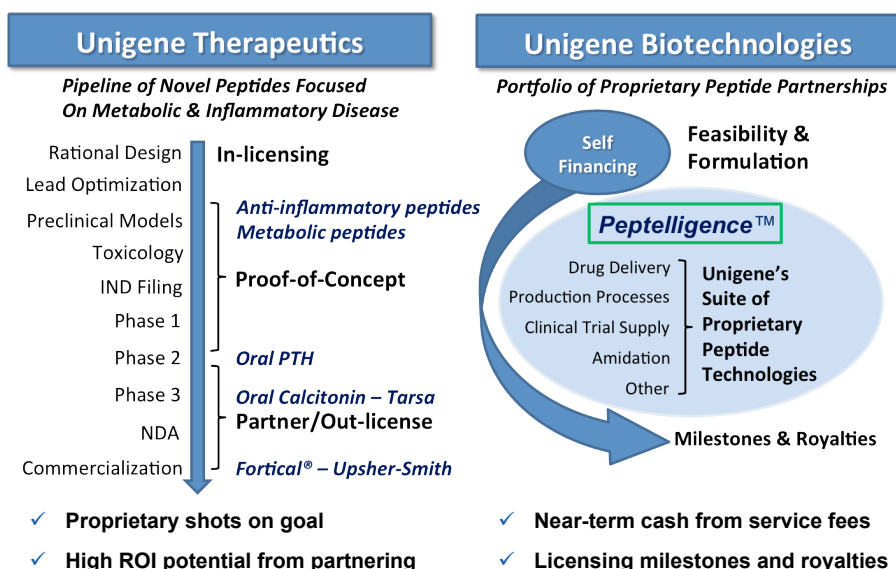 Unigene Therapeutics
Pipeline of Novel Peptides Focused
On Metabolic & Inflammatory Disease
Rational Design
In-licensing
Lead Optimization
Preclinical Models
Anti-inflammatory peptides
Metabolic peptides
Toxicology
Proof-of-Concept
IND Filing
Phase 1
Phase 2
Oral PTH
Phase 3
Oral Calcitonin – Tarsa
Partner/Out-license
NDA
Commercialization
Fortical® – Upsher-Smith
✓ Proprietary shots on goal
✓ High ROI potential from partnering
Unigene Biotechnologies
Portfolio of Proprietary Peptide Partnerships
Self
Financing
Feasibility &
Formulation
Peptelligence™
Drug Delivery
Production Processes
Clinical Trial Supply
Amidation
Other
Unigene’s
Suite of
Proprietary
Peptide
Technologies
Milestones & Royalties
✓ Near-term cash from service fees
✓ Licensing milestones and royalties